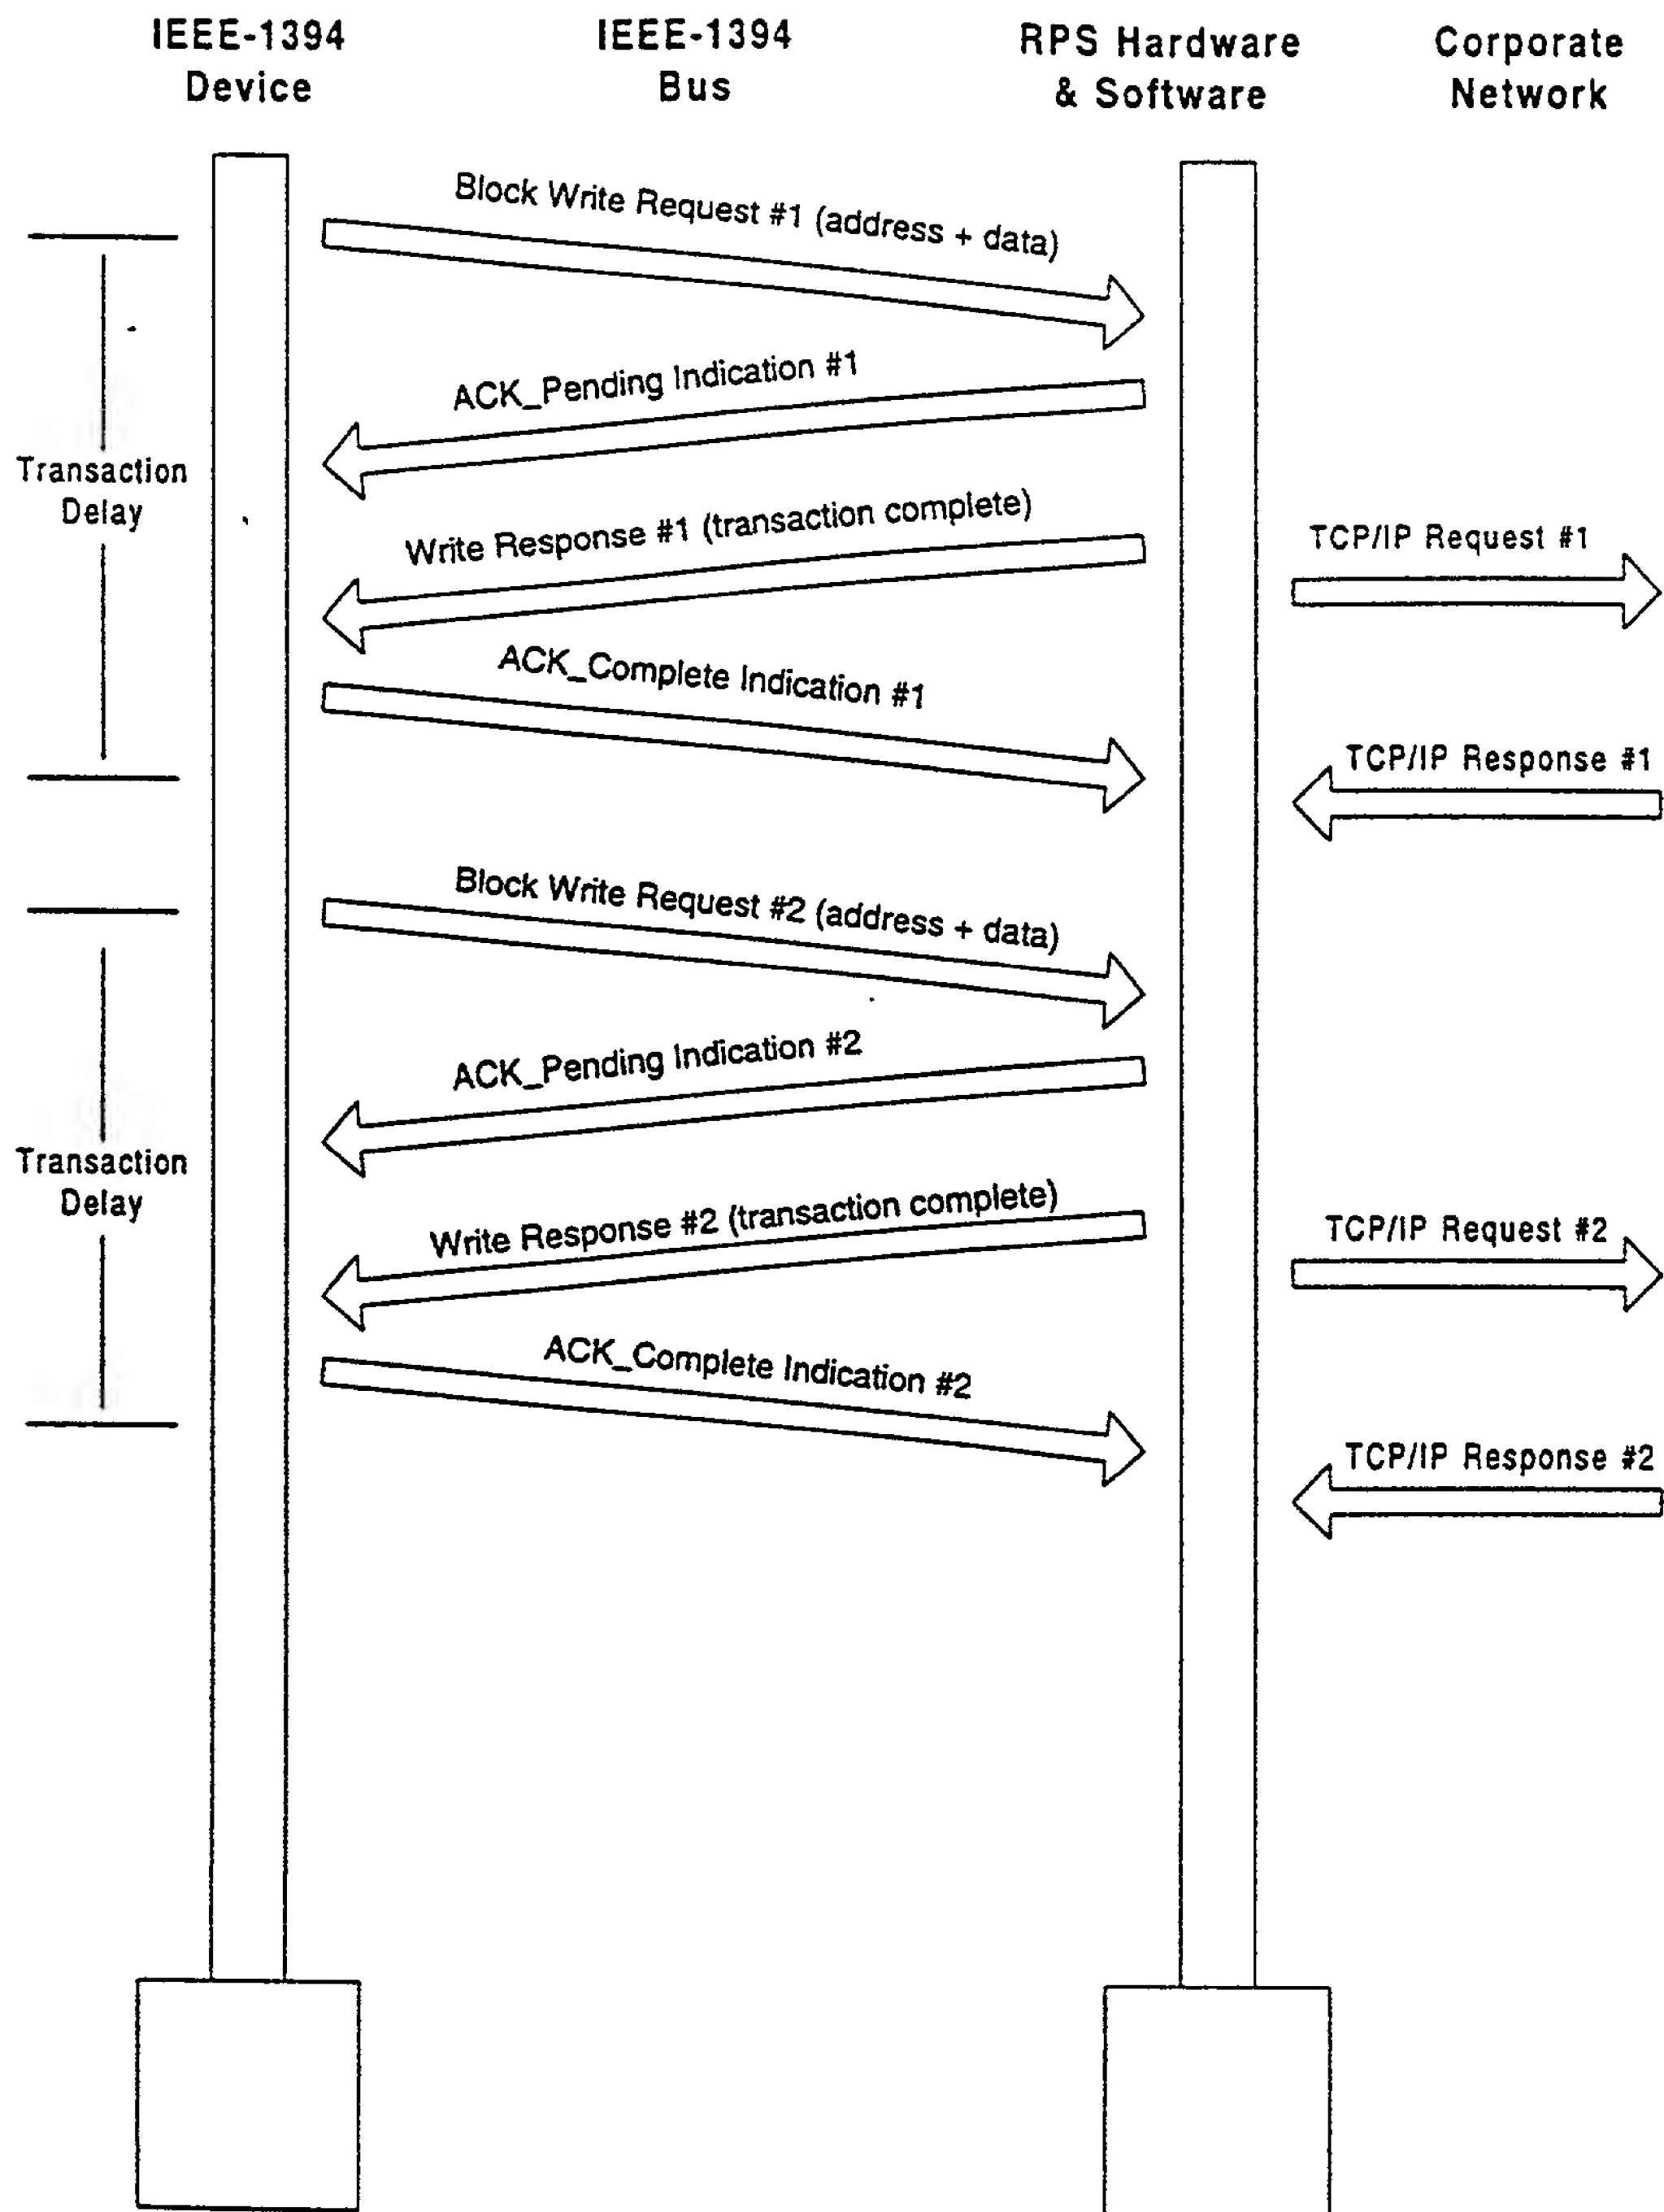 IEEE-1394
Device
IEEE-1394
Bus
RPS Hardware
& Software
Corporate
Network
Block Write Request #1 (address + data)
ACK_Pending Indication #1
Transaction
Delay
Write Response #1 (transaction complete)
TCP/IP Request #1
ACK_Complete Indication #1
TCP/IP Response #1
Block Write Request #2 (address + data)
ACK_Pending Indication #2
Transaction
Delay
Write Response #2 (transaction complete)
TCP/IP Request #2
ACK_Complete Indication #2
TCP/IP Response #2